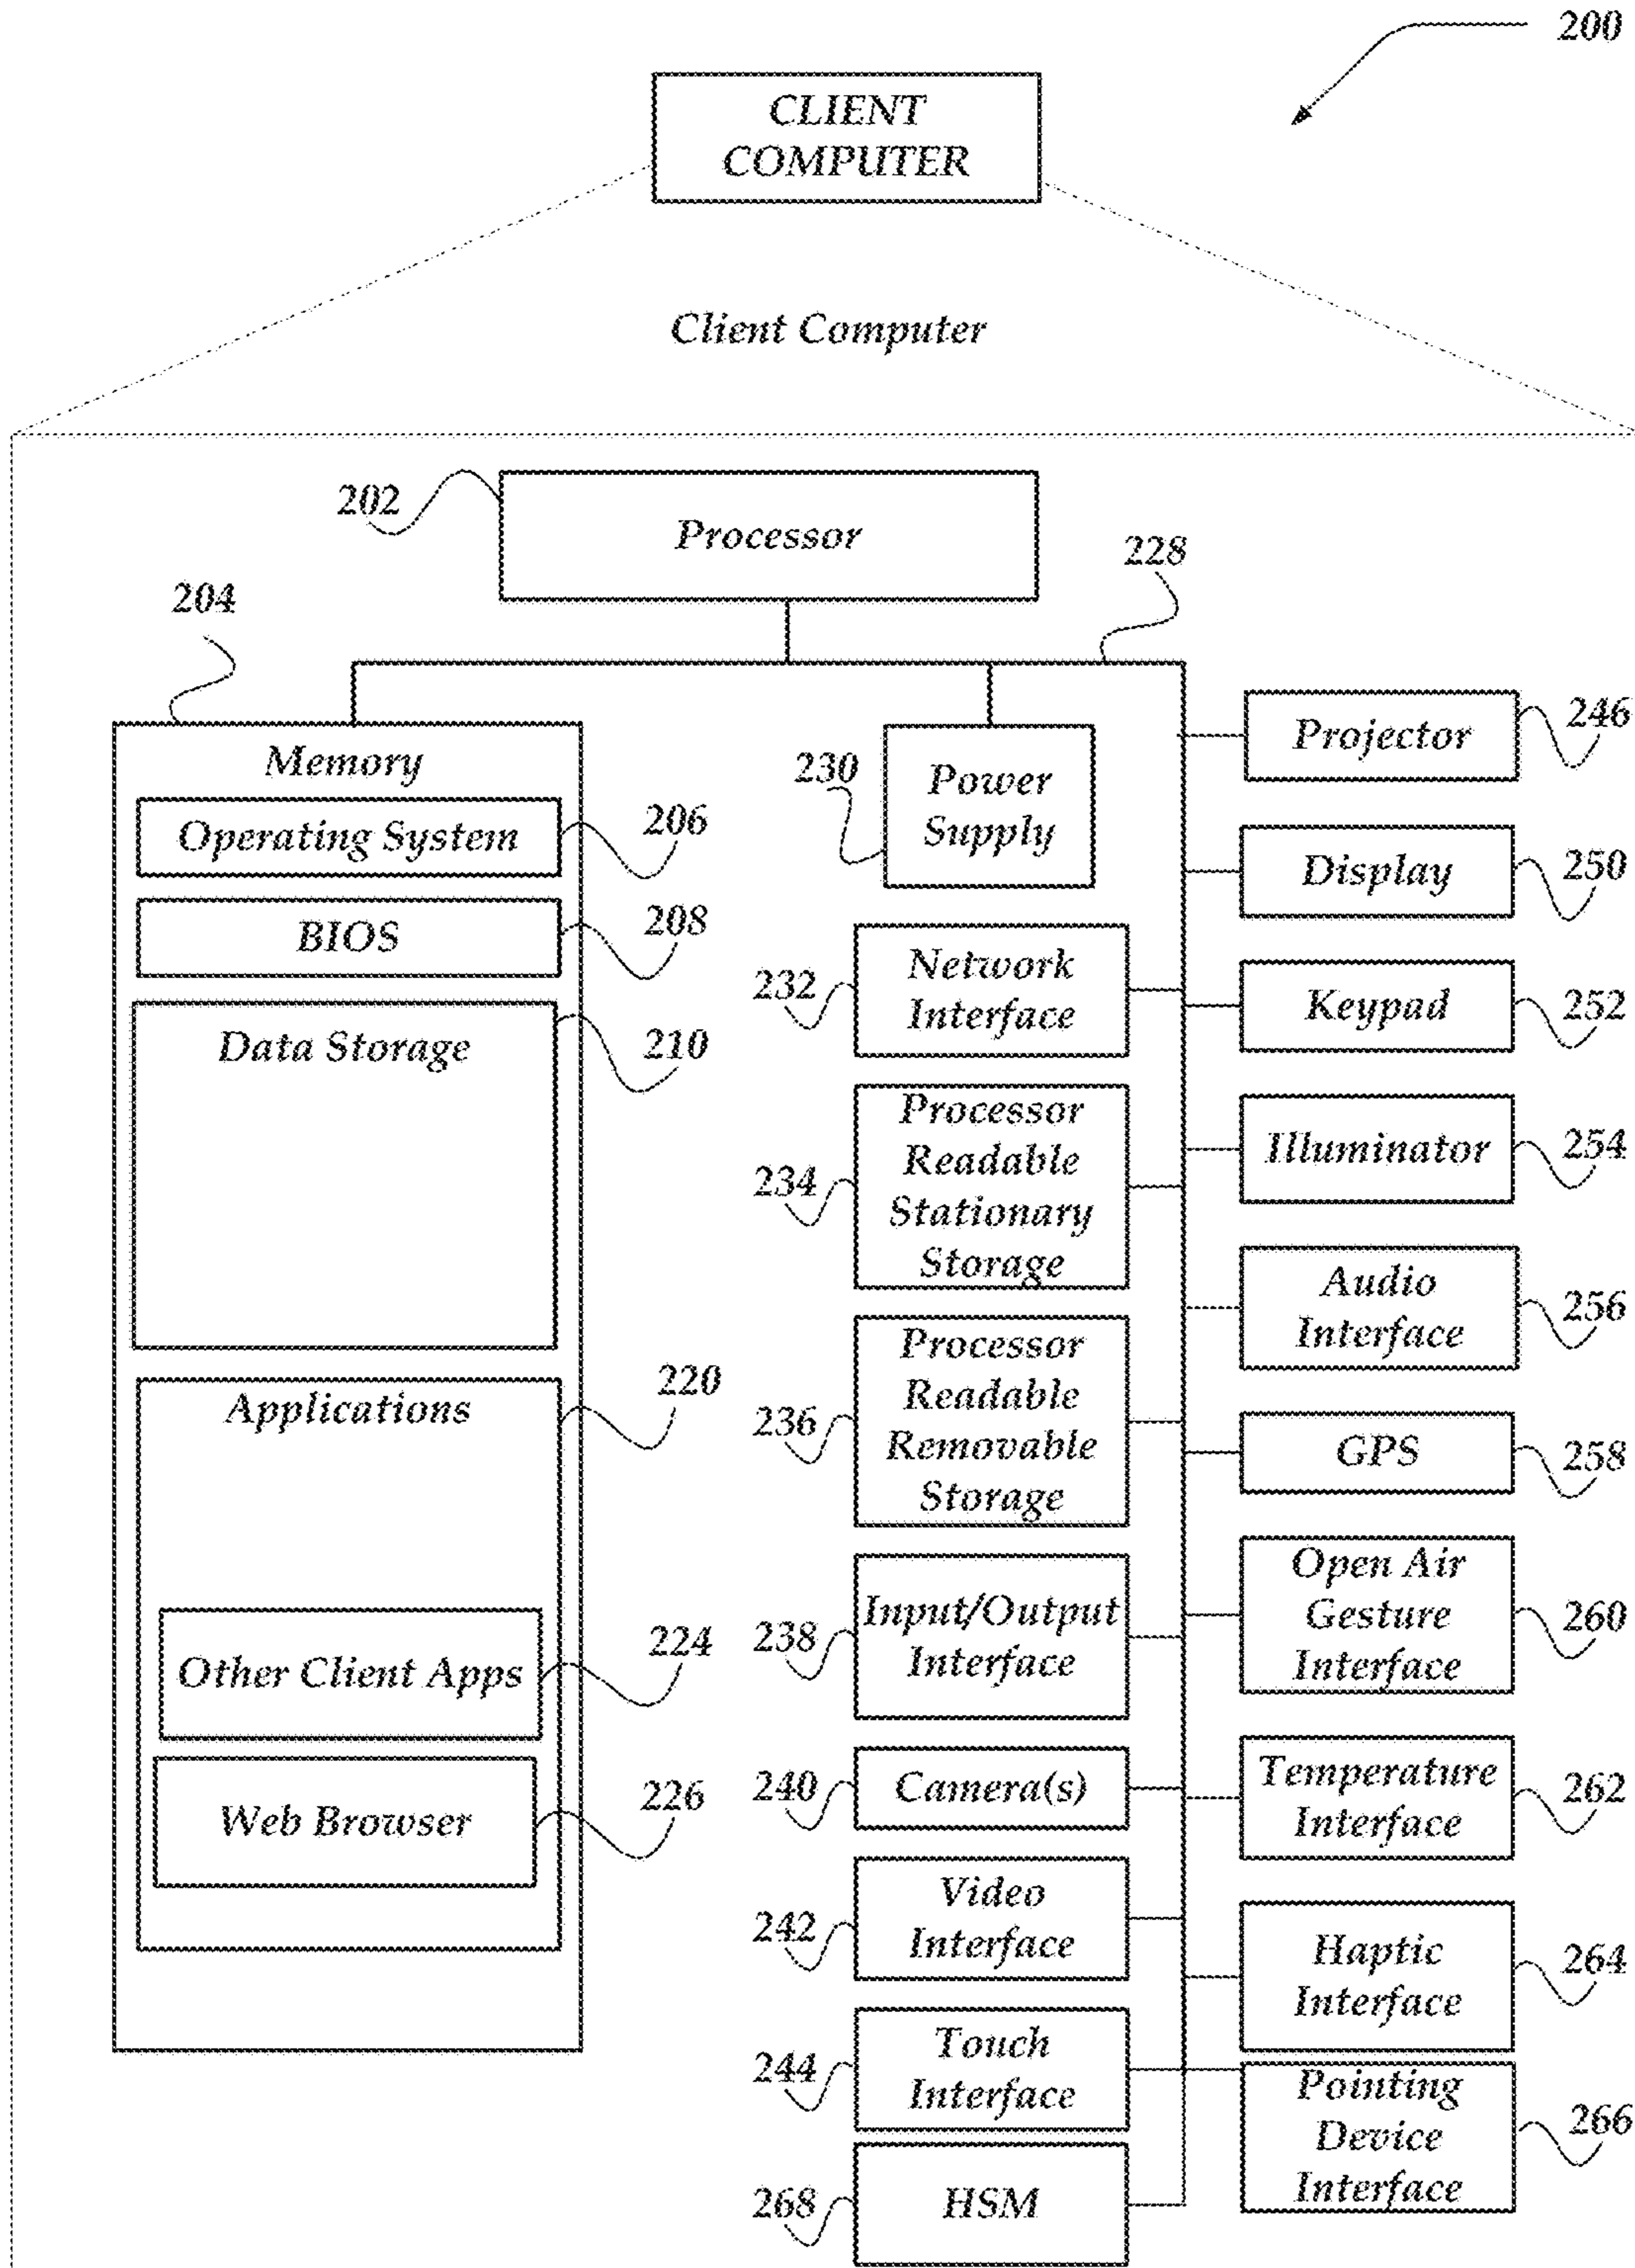 200
CLIENT
COMPUTER
Client Computer
202
Processor
228
204
Memory
Operating System
206
BIOS
208
Data Storage
210
Applications
220
Other Client Apps
224
Web Browser
226
230
Power
Supply
232
Network
Interface
234
Processor
Readable
Stationary
Storage
236
Processor
Readable
Removable
Storage
238
Input/Output
Interface
240
Camera(s)
242
Video
Interface
244
Touch
Interface
268
HSM
Projector
246
Display
250
Keypad
252
Illuminator
254
Audio
Interface
256
GPS
258
Open Air
Gesture
Interface
260
Temperature
Interface
262
Haptic
Interface
264
Pointing
Device
Interface
266